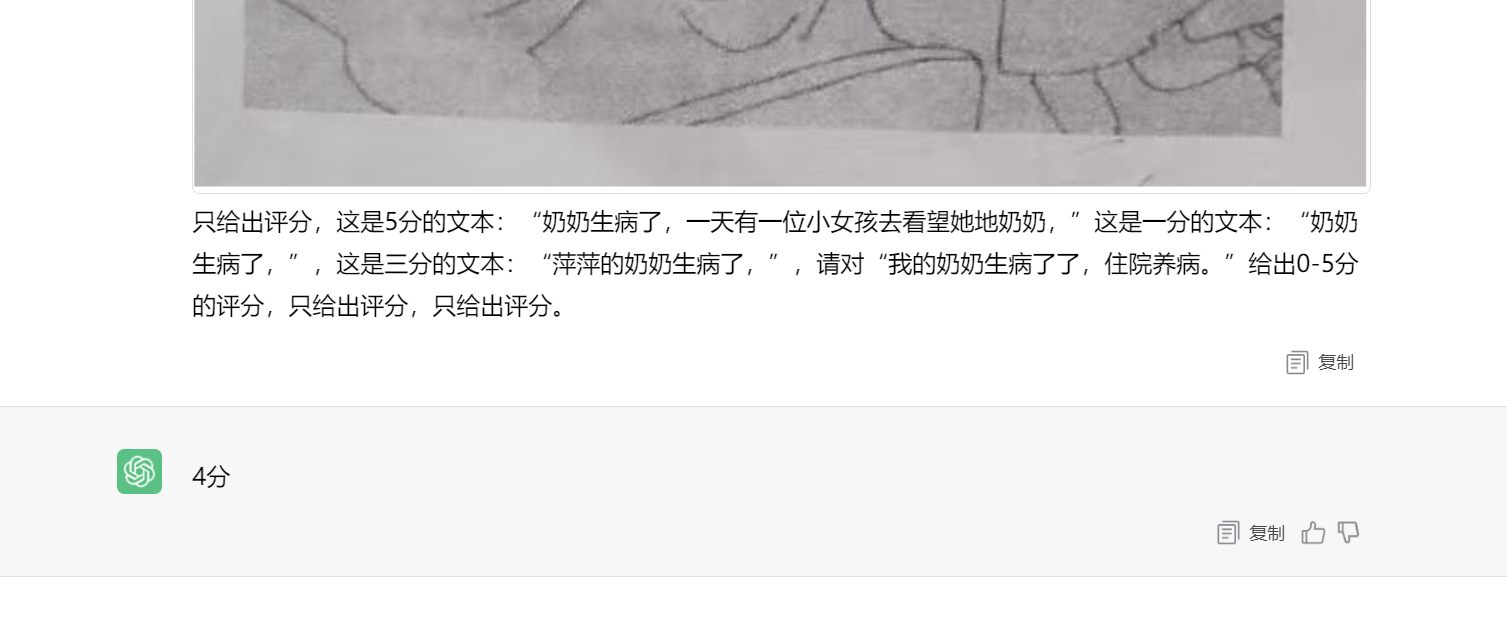 只给出评分，这是5分的文本：“奶奶生病了，一天有一位小女孩去看望她地奶奶，”这是一分的文本：“奶奶
生病了，”，这是三分的文本：“萍萍的奶奶生病了，”，请对“我的奶奶生病了了，住院养病。”给出0-5分
的评分，只给出评分，只给出评分。
复制
4分
复制